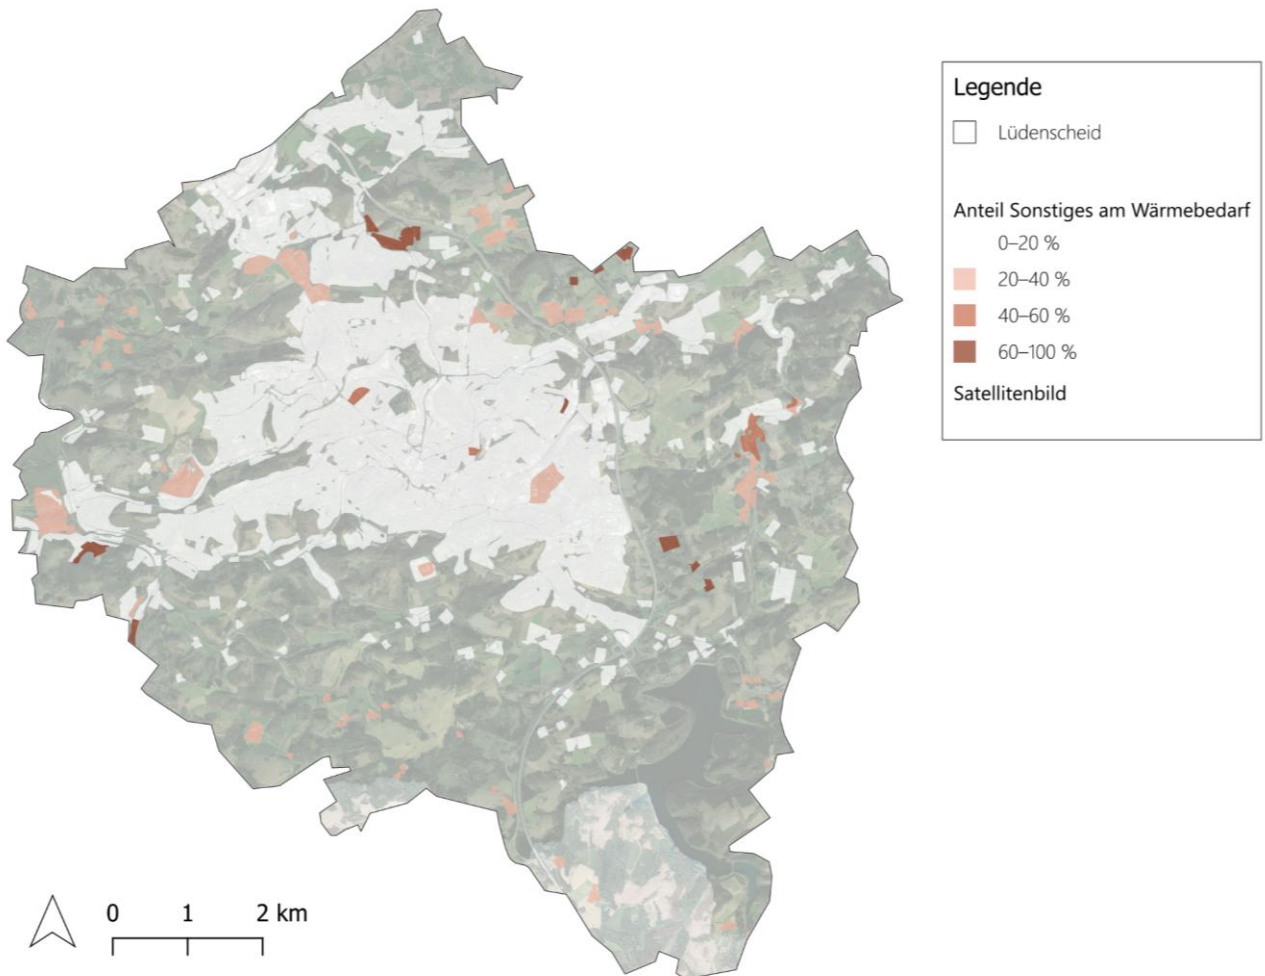 Legende
Lüdenscheid
Anteil Sonstiges am Wärmebedarf
0–20 %
20–40 %
40–60 %
60–100 %
Satellitenbild
0 1 2 km